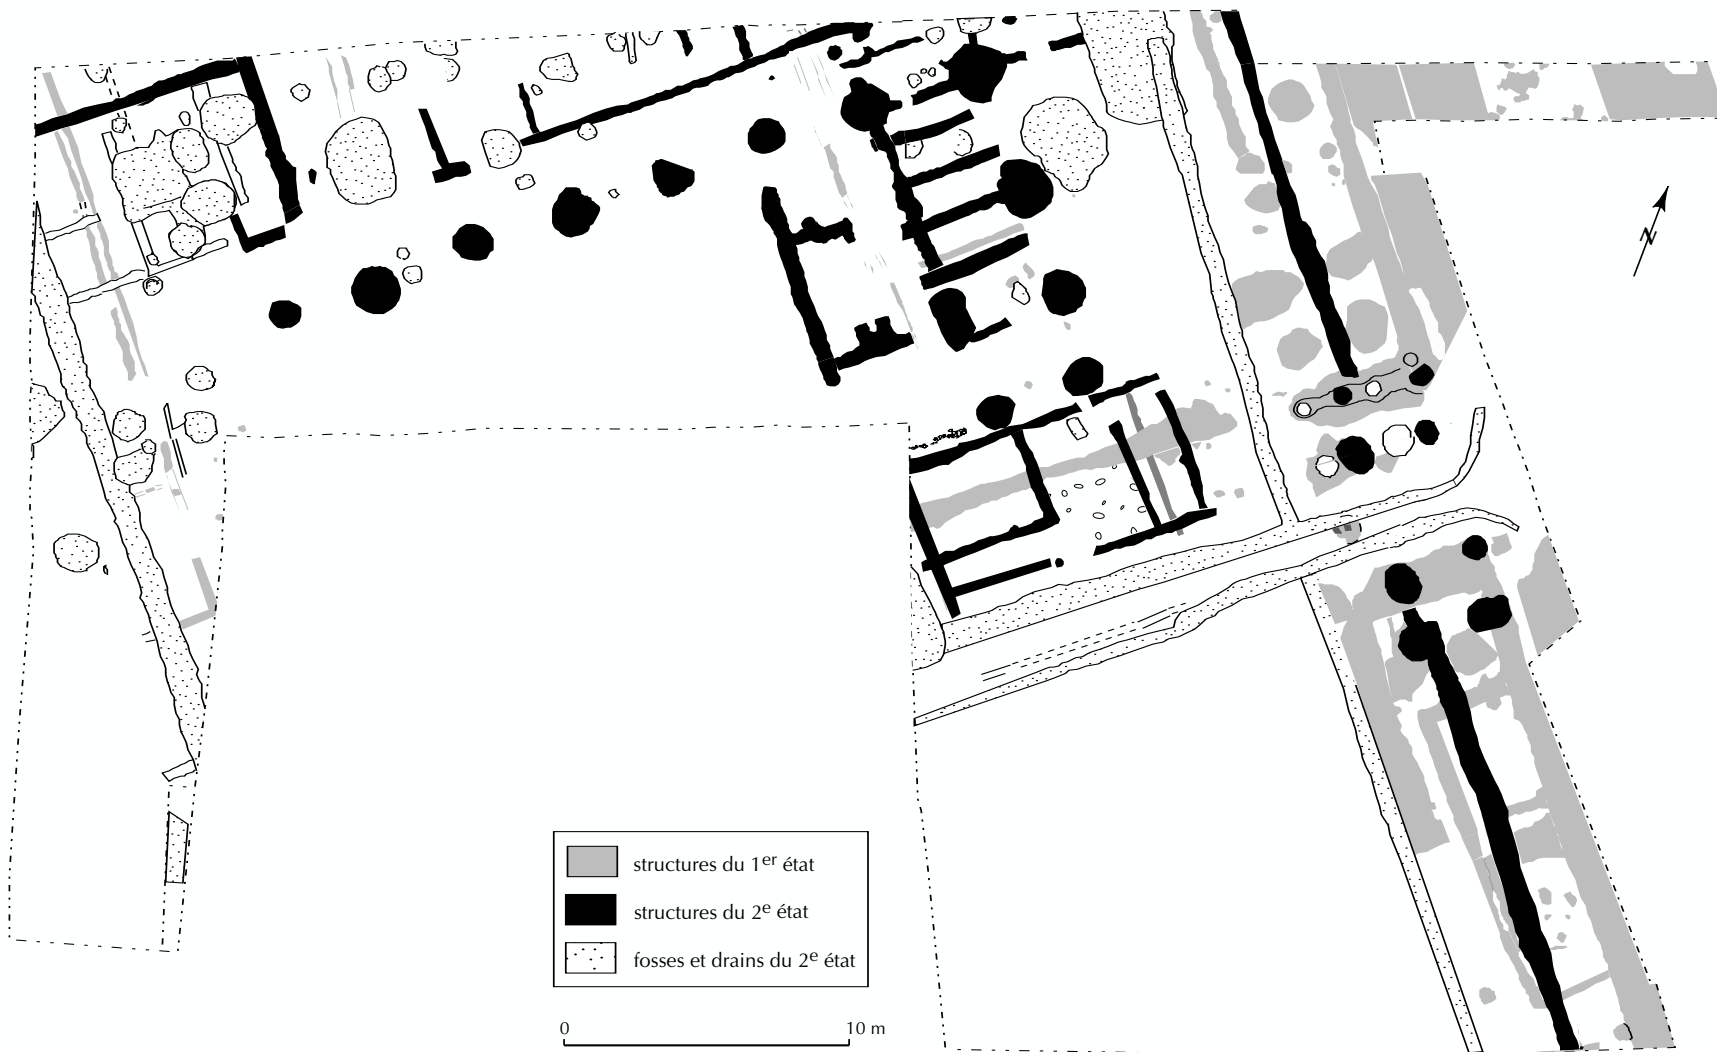 N
structures du 1er état
structures du 2e état
fosses et drains du 2e état
0 10 m